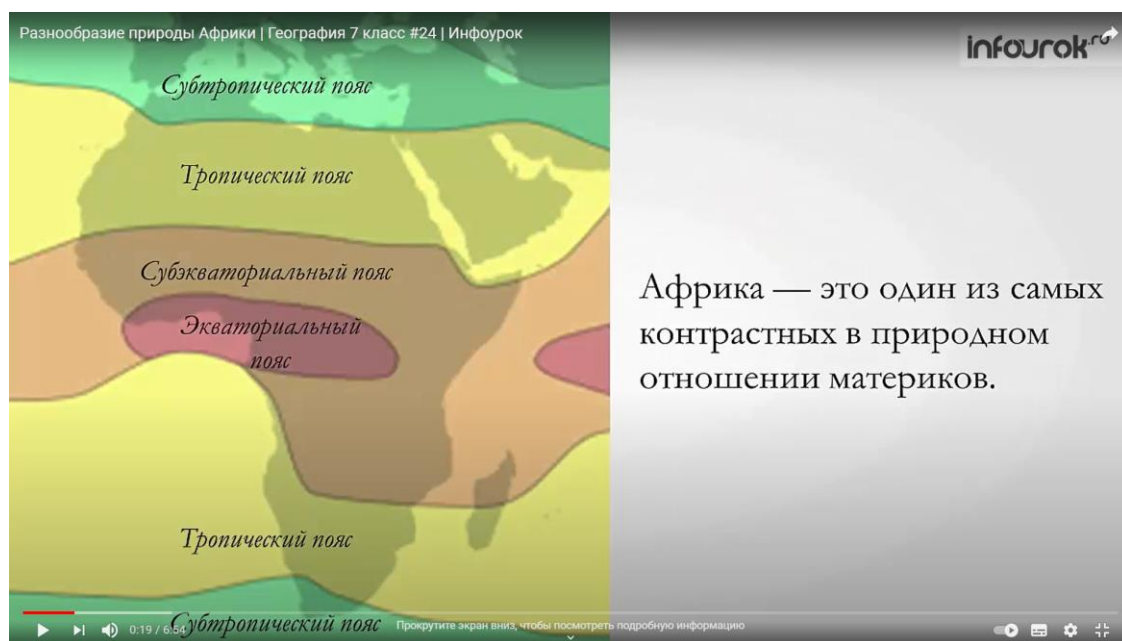 Разнообразие природы Африки | География 7 класс #24 | Инфоурок
infourok.ru
Субтропический пояс
Тропический пояс
Субэкваториальный пояс
Экваториальный
пояс
Тропический пояс
Субтропический пояс
Африка — это один из самых
контрастных в природном
отношении материков.
0:19 / 6:54
Прокрутите экран вниз, чтобы посмотреть подробную информацию